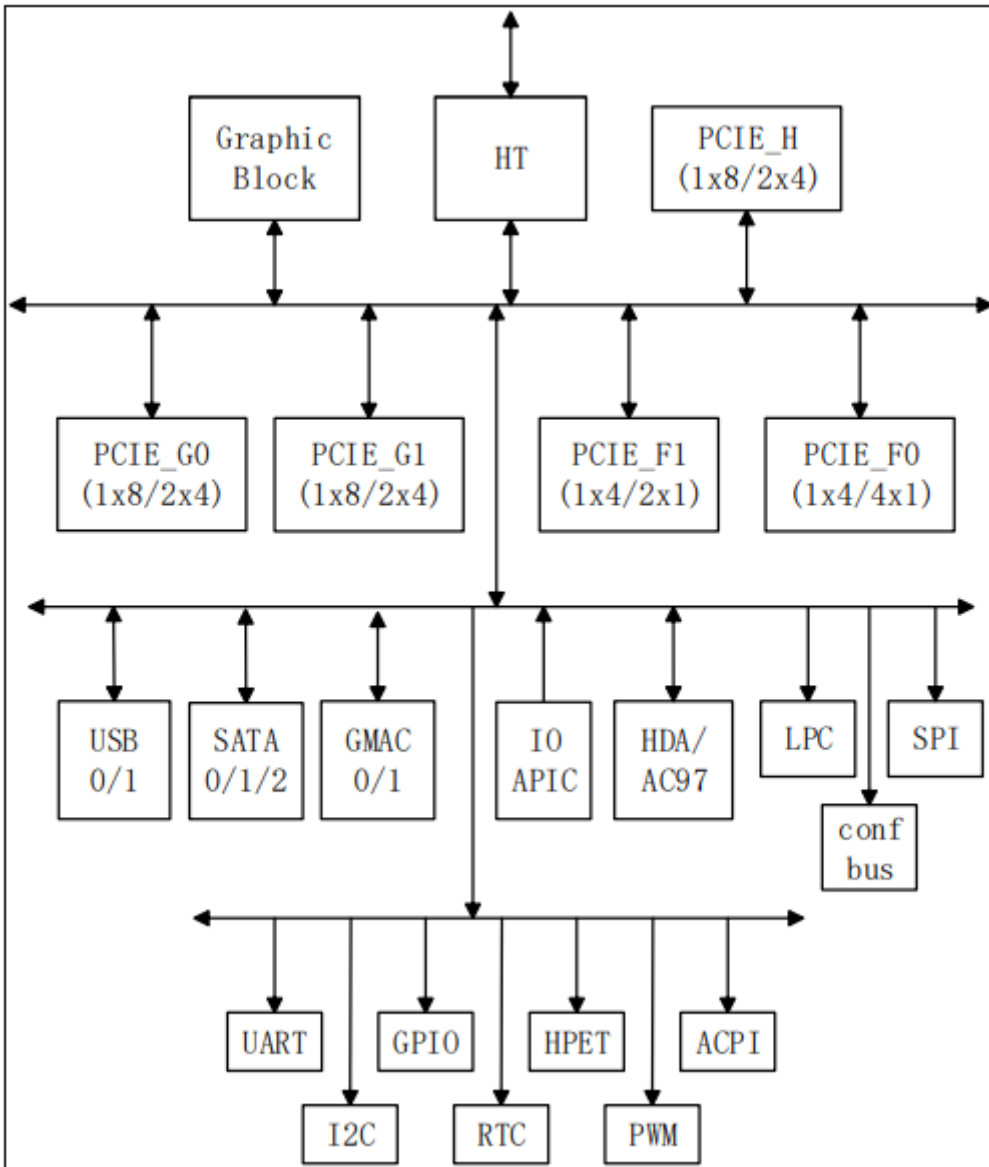 Graphic
Block
HT
PCIE_H
(1x8/2x4)
PCIE_G0
(1x8/2x4)
PCIE_G1
(1x8/2x4)
PCIE_F1
(1x4/2x1)
PCIE_F0
(1x4/4x1)
USB
0/1
SATA
0/1/2
GMAC
0/1
IO
APIC
HDA/
AC97
LPC
SPI
conf
bus
UART
GPIO
HPET
ACPI
I2C
RTC
PWM